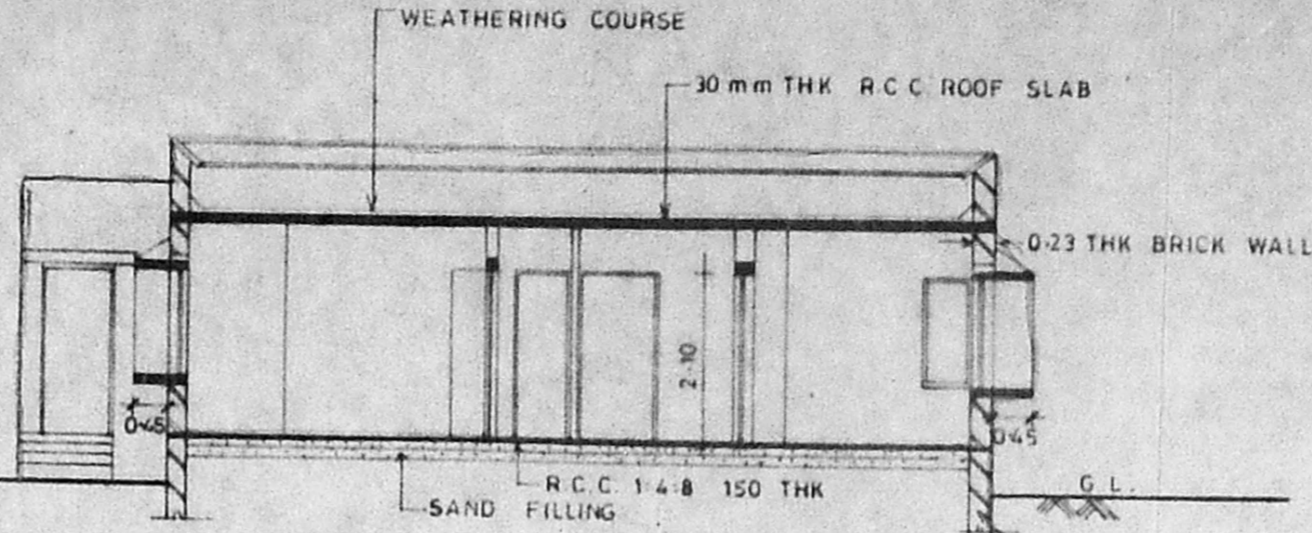 WEATHERING COURSE
30 mm THK R.C.C. ROOF SLAB
0·23 THK BRICK WALL
2·10
0·45
0·45
R.C.C. 1:4:8 150 THK
G.L.
SAND FILLING